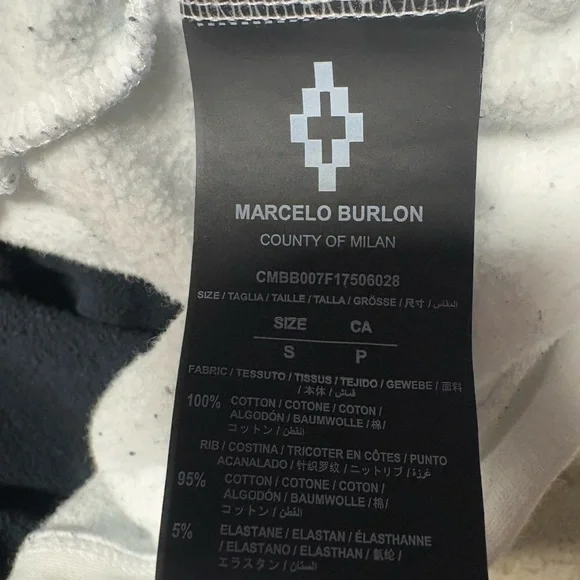 MARCELO BURLON
COUNTY OF MILAN
CMBB007F17506028
SIZE / TAGLIA / TAILLE / TALLA / GRÖSSE / 尺寸 / المقاس
SIZE CA
S P
FABRIC / TESSUTO / TISSUS / TEJIDO / GEWEBE / 面料
/ 本体 / قماش
100% COTTON / COTONE / COTON /
ALGODÓN / BAUMWOLLE / 棉/
コットン / القطن
RIB / COSTINA / TRICOTER EN CÔTES / PUNTO
ACANALADO / 针织罗纹 / ニットリブ / غرزة
95% COTTON / COTONE / COTON /
ALGODÓN / BAUMWOLLE / 棉/
コットン / القطن
5% ELASTANE / ELASTAN / ÉLASTHANNE
/ ELASTANO / ELASTHAN / 氨纶 /
エラスタン / الاستان